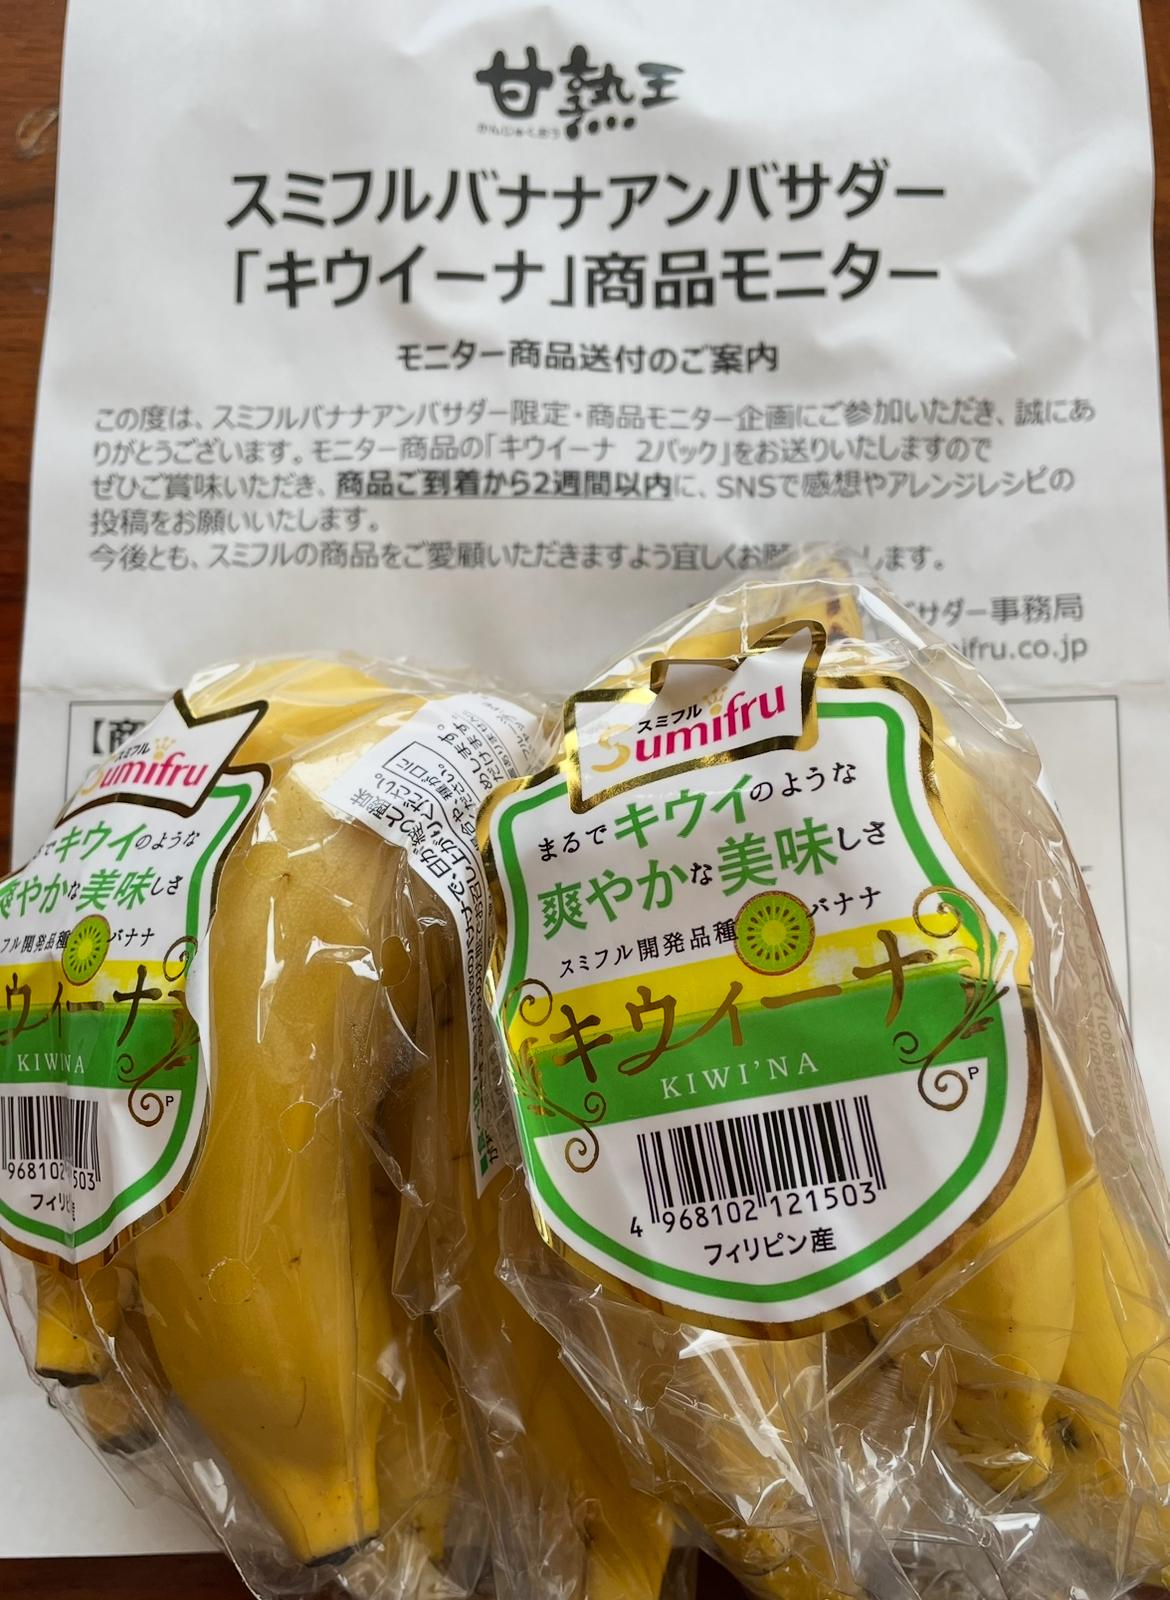 甘熟王
かんじゅくおう
スミフルバナナアンバサダー
「キウイーナ」商品モニター
モニター商品送付のご案内
この度は、スミフルバナナアンバサダー限定・商品モニター企画にご参加いただき、誠にあ
りがとうございます。モニター商品の「キウイーナ 2パック」をお送りいたしますので
ぜひご賞味いただき、商品ご到着から2週間以内に、SNSで感想やアレンジレシピの
投稿をお願いいたします。
今後とも、スミフルの商品をご愛顧いただきますよう宜しくお願 します。
バサダー事務局
mifru.co.jp
【商
スミフル
Sumifru
キウイのような
爽やかな美味しさ
フル開発品種 バナナ
ウィーナ
KIWI'NA
P
968102 503
フィリピ
スミフル
Sumifru
まるでキウイのような
爽やかな美味しさ
スミフル開発品種 バナナ
キウィーナ
KIWI'NA
P
4 968102 121503
フィリピン産